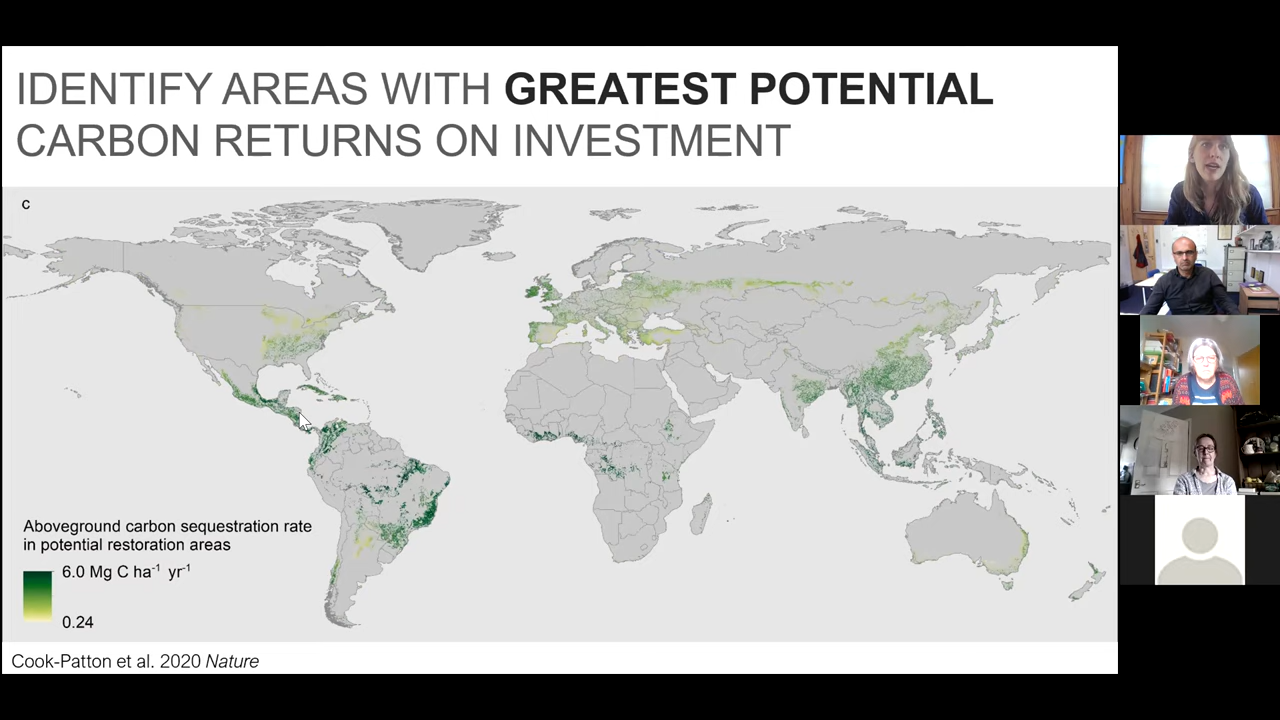 IDENTIFY AREAS WITH GREATEST POTENTIAL
CARBON RETURNS ON INVESTMENT
c
Aboveground carbon sequestration rate
in potential restoration areas
6.0 Mg C ha⁻¹ yr⁻¹
0.24
Cook-Patton et al. 2020 Nature